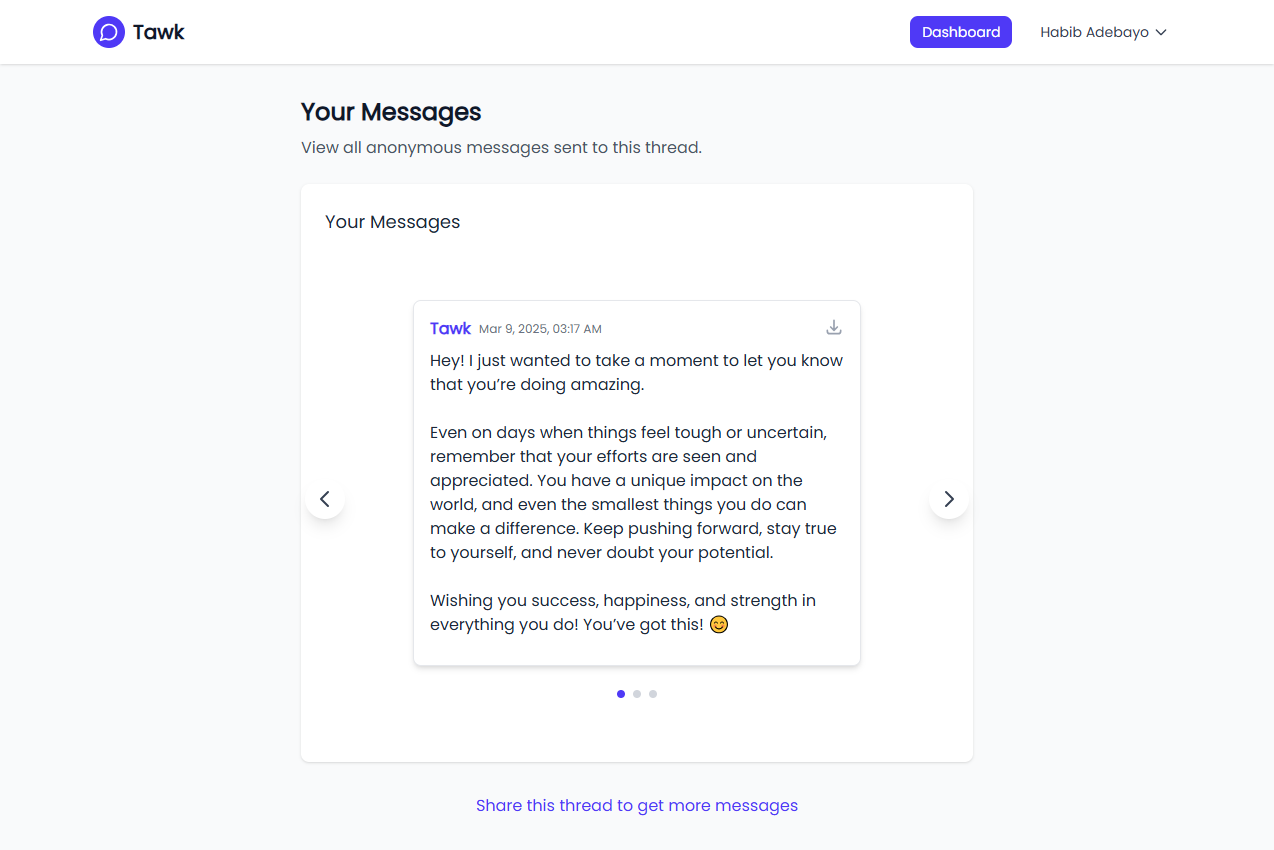 Tawk
Dashboard
Habib Adebayo
Your Messages
View all anonymous messages sent to this thread.
Your Messages
Tawk Mar 9, 2025, 03:17 AM
Hey! I just wanted to take a moment to let you know
that you’re doing amazing.
Even on days when things feel tough or uncertain,
remember that your efforts are seen and
appreciated. You have a unique impact on the
world, and even the smallest things you do can
make a difference. Keep pushing forward, stay true
to yourself, and never doubt your potential.
Wishing you success, happiness, and strength in
everything you do! You’ve got this! 😊
Share this thread to get more messages